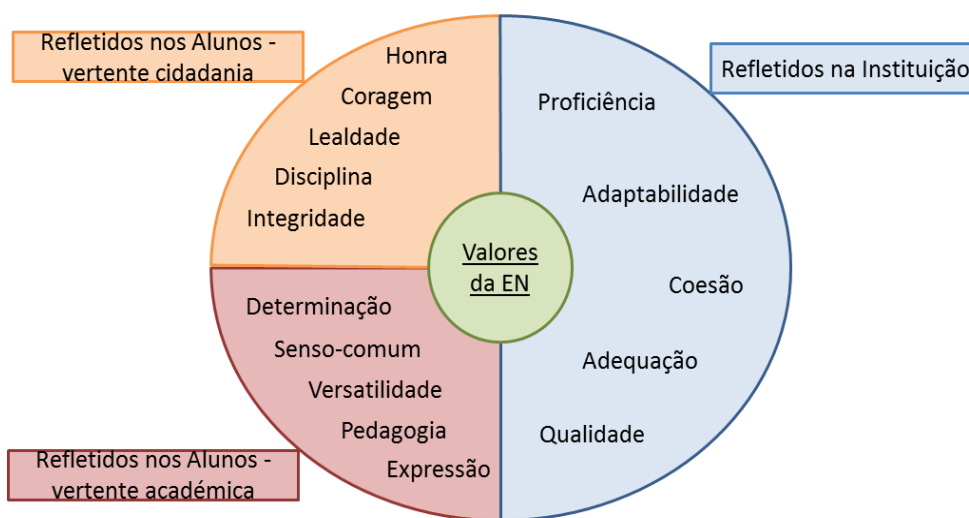 Refletidos nos Alunos -
vertente cidadania
Honra
Coragem
Lealdade
Disciplina
Integridade
Refletidos na Instituição
Proficiência
Adaptabilidade
Coesão
Adequação
Qualidade
Valores
da EN
Determinação
Senso-comum
Versatilidade
Pedagogia
Expressão
Refletidos nos Alunos -
vertente académica